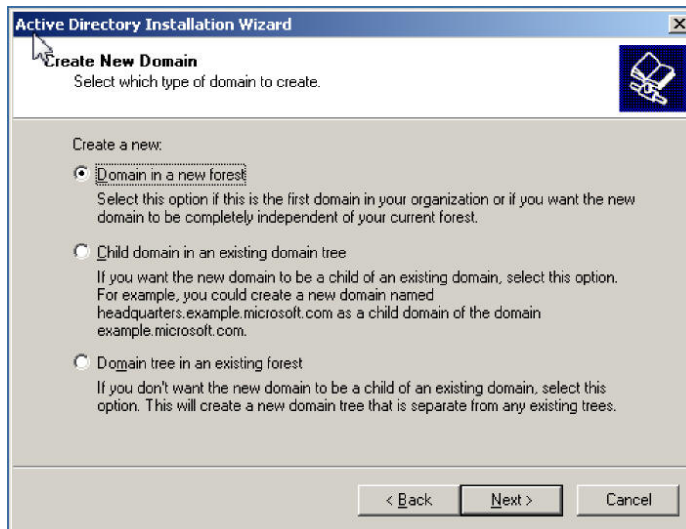 Active Directory Installation Wizard
Create New Domain
Select which type of domain to create.
Create a new:
Domain in a new forest
Select this option if this is the first domain in your organization or if you want the new
domain to be completely independent of your current forest.
Child domain in an existing domain tree
If you want the new domain to be a child of an existing domain, select this option.
For example, you could create a new domain named
headquarters.example.microsoft.com as a child domain of the domain
example.microsoft.com.
Domain tree in an existing forest
If you don't want the new domain to be a child of an existing domain, select this
option. This will create a new domain tree that is separate from any existing trees.
< Back Next > Cancel